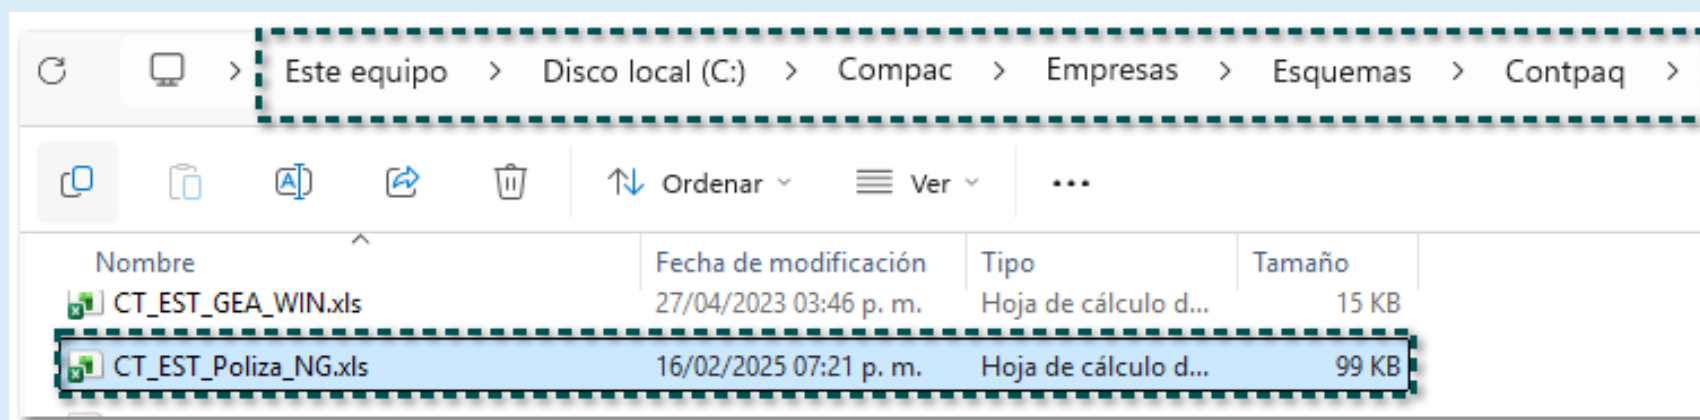 Este equipo > Disco local (C:) > Compac > Empresas > Esquemas > Contpaq >
A Ordenar Ver ...
Nombre Fecha de modificación Tipo Tamaño
CT_EST_GEA_WIN.xls 27/04/2023 03:46 p. m. Hoja de cálculo d... 15 KB
CT_EST_Poliza_NG.xls 16/02/2025 07:21 p. m. Hoja de cálculo d... 99 KB